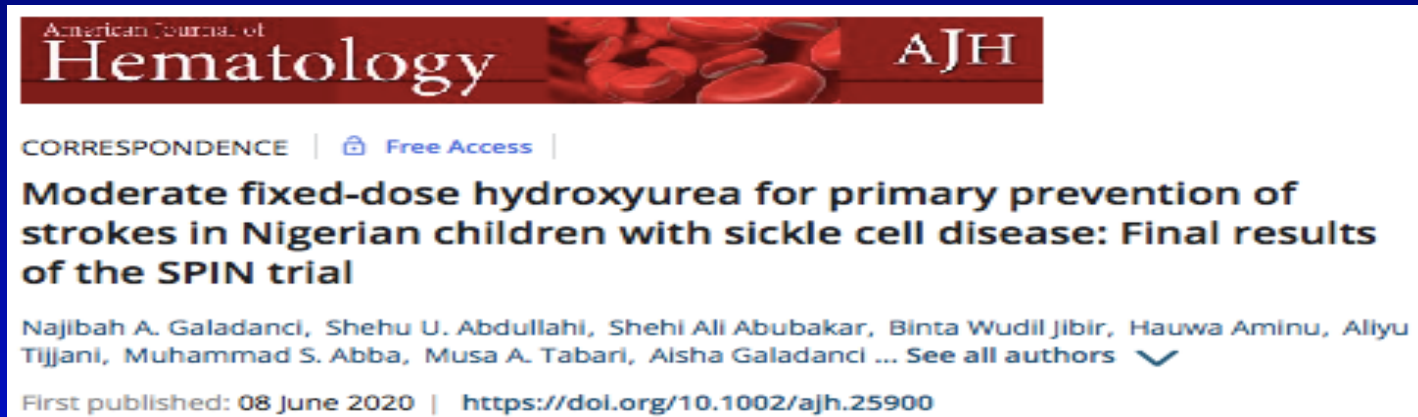 American Journal of
Hematology
AJH
CORRESPONDENCE | Free Access |
Moderate fixed-dose hydroxyurea for primary prevention of
strokes in Nigerian children with sickle cell disease: Final results
of the SPIN trial
Najibah A. Galadanci, Shehu U. Abdullahi, Shehi Ali Abubakar, Binta Wudil Jibir, Hauwa Aminu, Aliyu
Tijjani, Muhammad S. Abba, Musa A. Tabari, Aisha Galadanci ... See all authors
First published: 08 June 2020 | https://doi.org/10.1002/ajh.25900